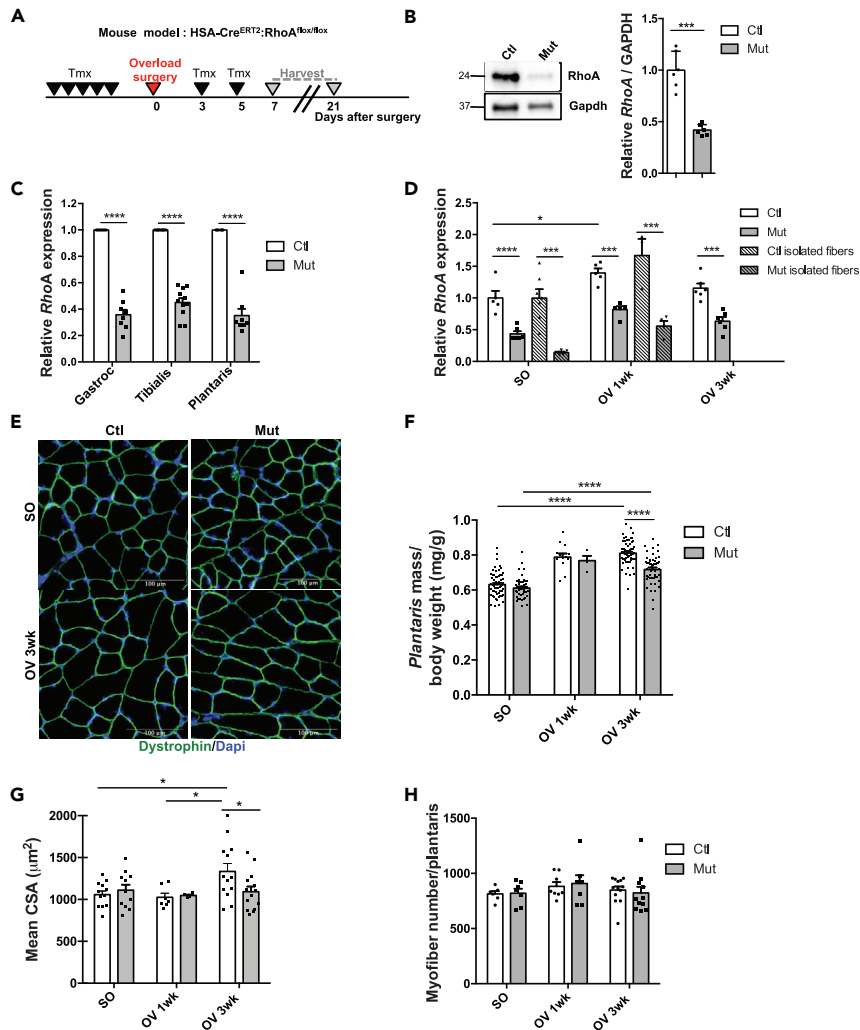 A
Mouse model : HSA-Cre^ERT2:RhoA^flox/flox
Tmx
Overload
surgery
Tmx
Tmx
Harvest
0
3
5
7
21
Days after surgery
B
Ctl
Mut
24
RhoA
37
Gapdh
Relative RhoA / GAPDH
1.5
1.0
0.5
0.0
***
Ctl
Mut
C
Relative RhoA expression
1.2
1.0
0.8
0.6
0.4
0.2
0.0
**** **** ****
Ctl
Mut
Gastroc
Tibialis
Plantaris
D
Relative RhoA expression
2.0
1.5
1.0
0.5
0.0
*
**** *** *** *** ***
Ctl
Mut
Ctl isolated fibers
Mut isolated fibers
SO
OV 1wk
OV 3wk
E
Ctl
Mut
SO
100 µm
100 µm
OV 3wk
100 µm
100 µm
Dystrophin/Dapi
F
Plantaris mass/
body weight (mg/g)
1.0
0.8
0.6
0.4
0.2
0.0
****
****
****
Ctl
Mut
SO
OV 1wk
OV 3wk
G
Mean CSA (µm²)
2000
1500
1000
500
0
*
*
*
SO
OV 1wk
OV 3wk
H
Myofiber number/plantaris
1500
1000
500
0
Ctl
Mut
SO
OV 1wk
OV 3wk